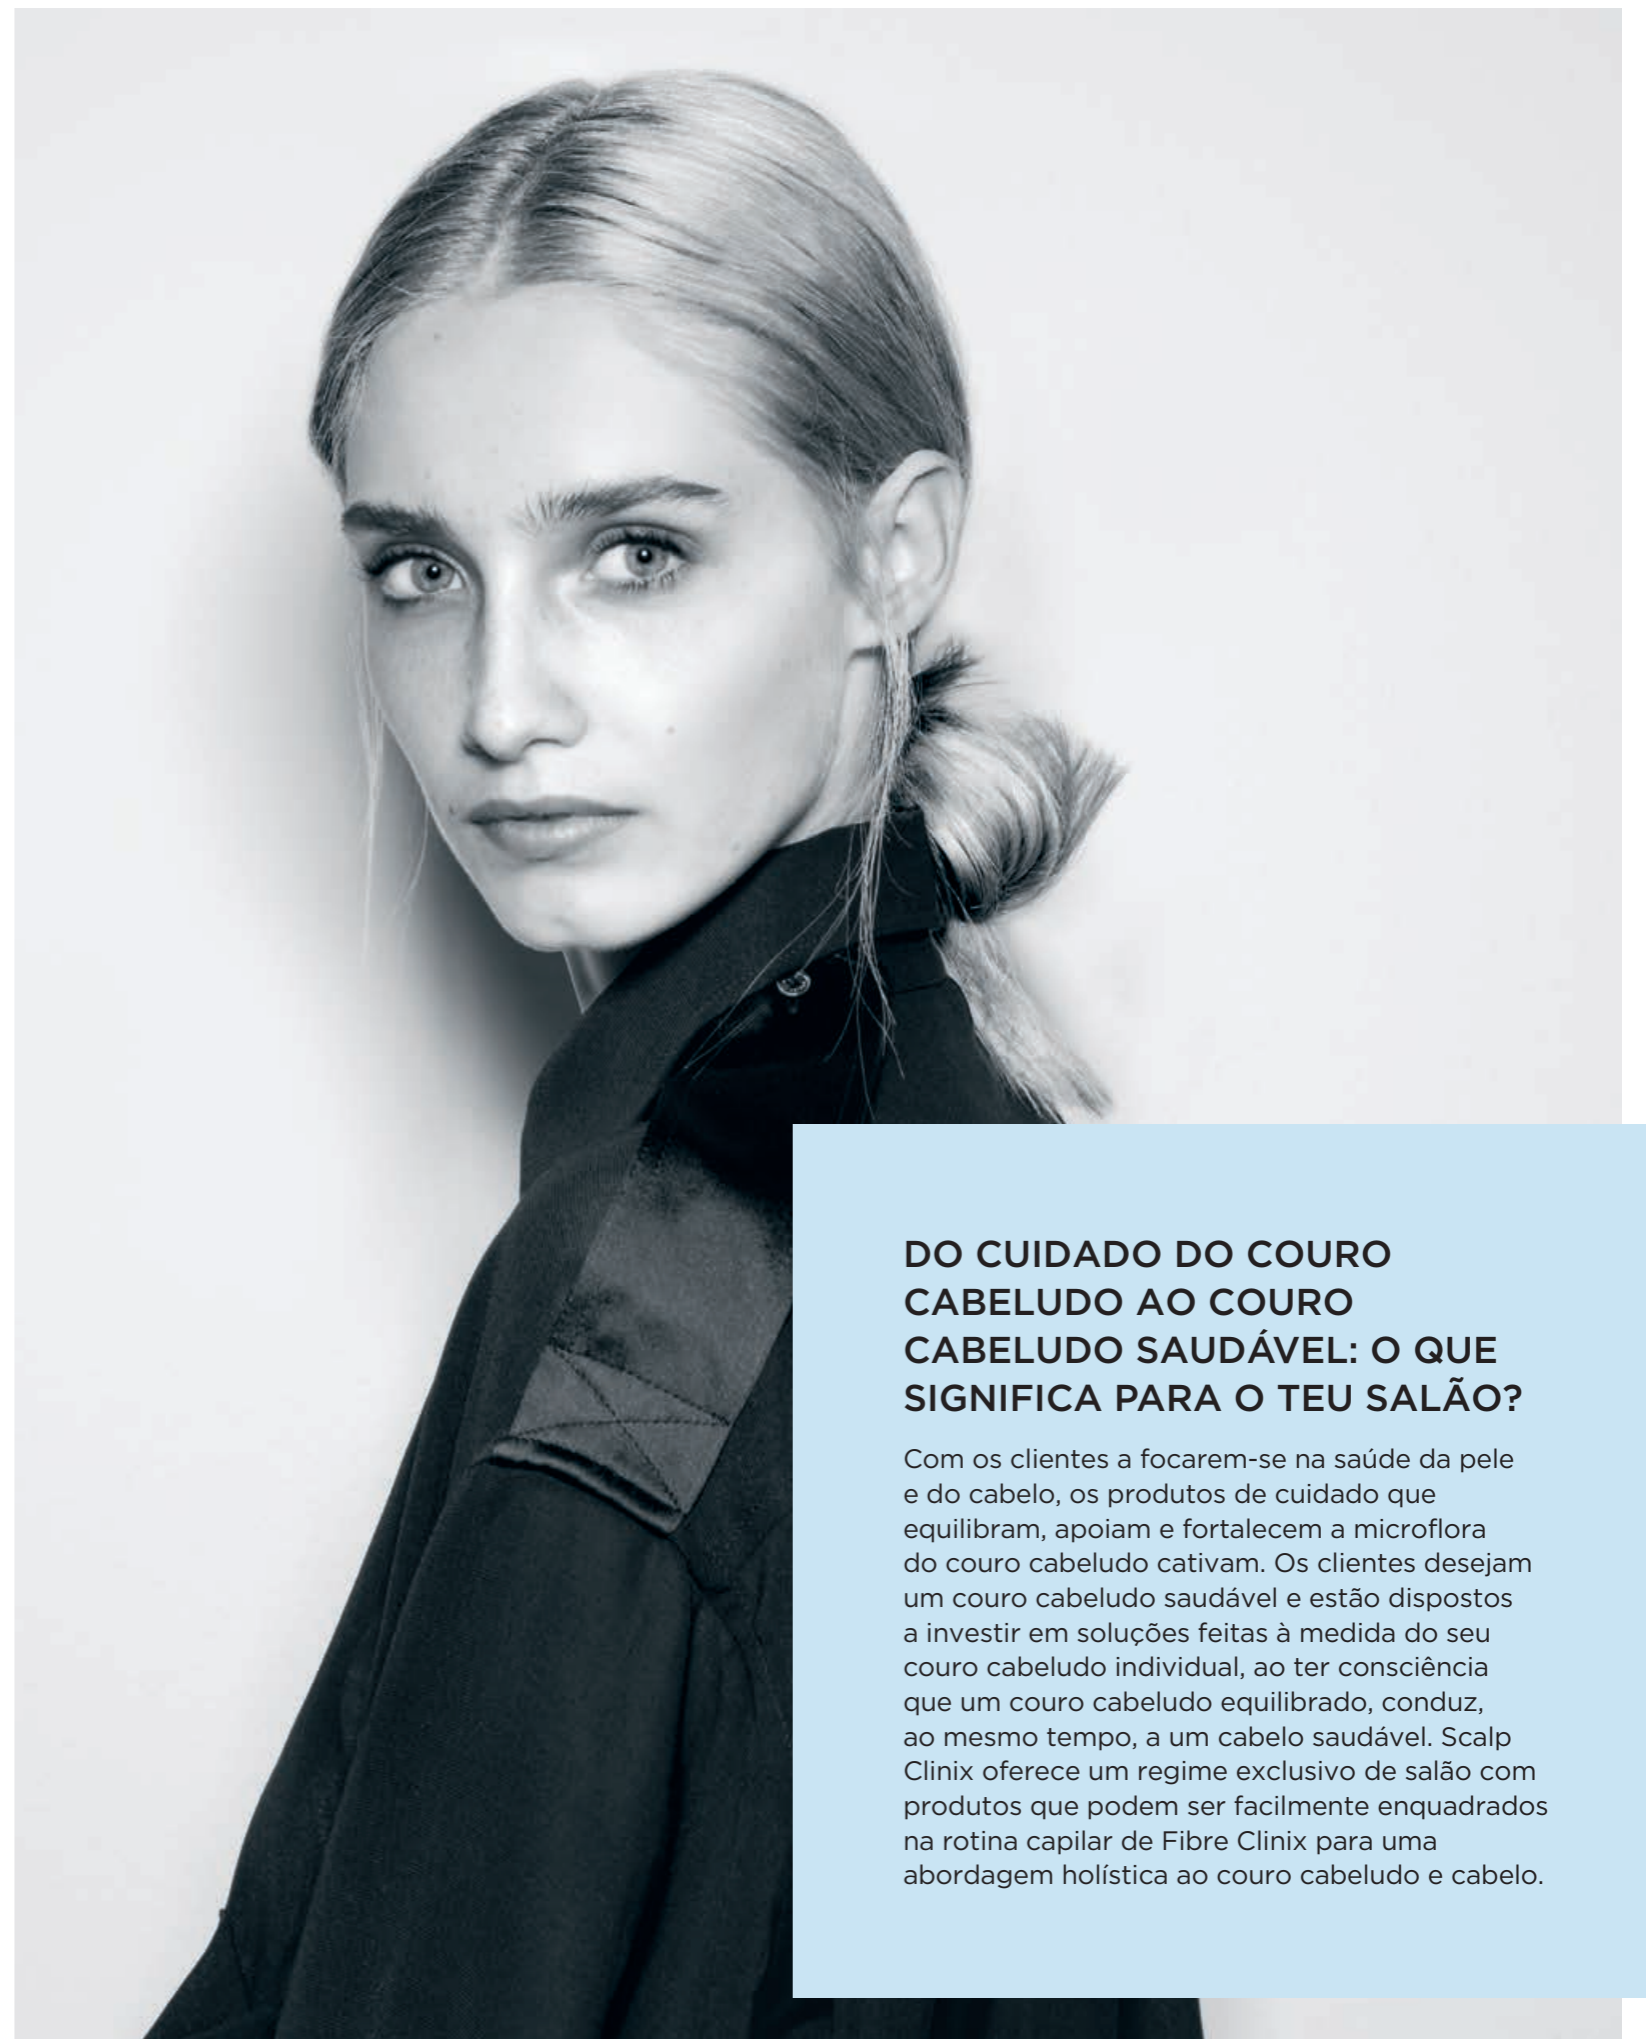 DO CUIDADO DO COURO
CABELUDO AO COURO
CABELUDO SAUDÁVEL: O QUE
SIGNIFICA PARA O TEU SALÃO?
Com os clientes a focarem-se na saúde da pele
e do cabelo, os produtos de cuidado que
equilibram, apoiam e fortalecem a microflora
do couro cabeludo cativam. Os clientes desejam
um couro cabeludo saudável e estão dispostos
a investir em soluções feitas à medida do seu
couro cabeludo individual, ao ter consciência
que um couro cabeludo equilibrado, conduz,
ao mesmo tempo, a um cabelo saudável. Scalp
Clinix oferece um regime exclusivo de salão com
produtos que podem ser facilmente enquadrados
na rotina capilar de Fibre Clinix para uma
abordagem holística ao couro cabeludo e cabelo.